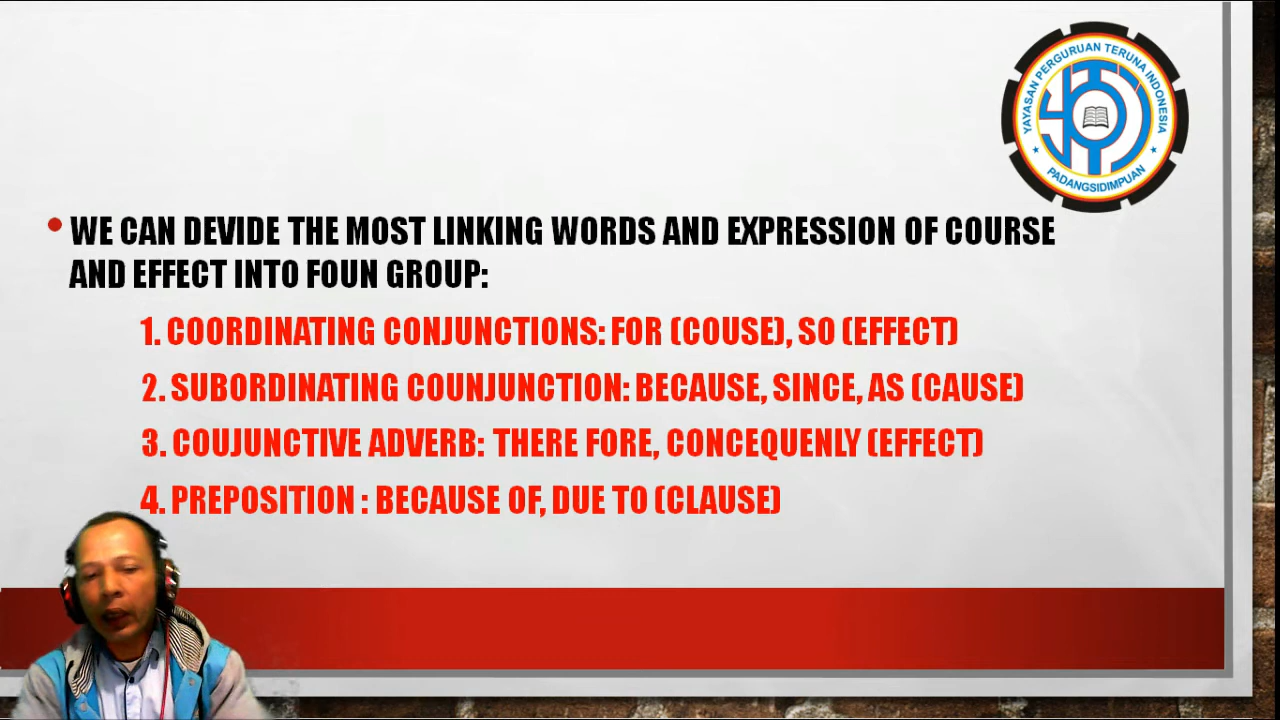 YAYASAN PERGURUAN TERUNA INDONESIA
PADANGSIDIMPUAN
WE CAN DEVIDE THE MOST LINKING WORDS AND EXPRESSION OF COURSE
AND EFFECT INTO FOUN GROUP:
1. COORDINATING CONJUNCTIONS: FOR (COUSE), SO (EFFECT)
2. SUBORDINATING COUNJUNCTION: BECAUSE, SINCE, AS (CAUSE)
3. COUJUNCTIVE ADVERB: THERE FORE, CONCEQUENLY (EFFECT)
4. PREPOSITION : BECAUSE OF, DUE TO (CLAUSE)